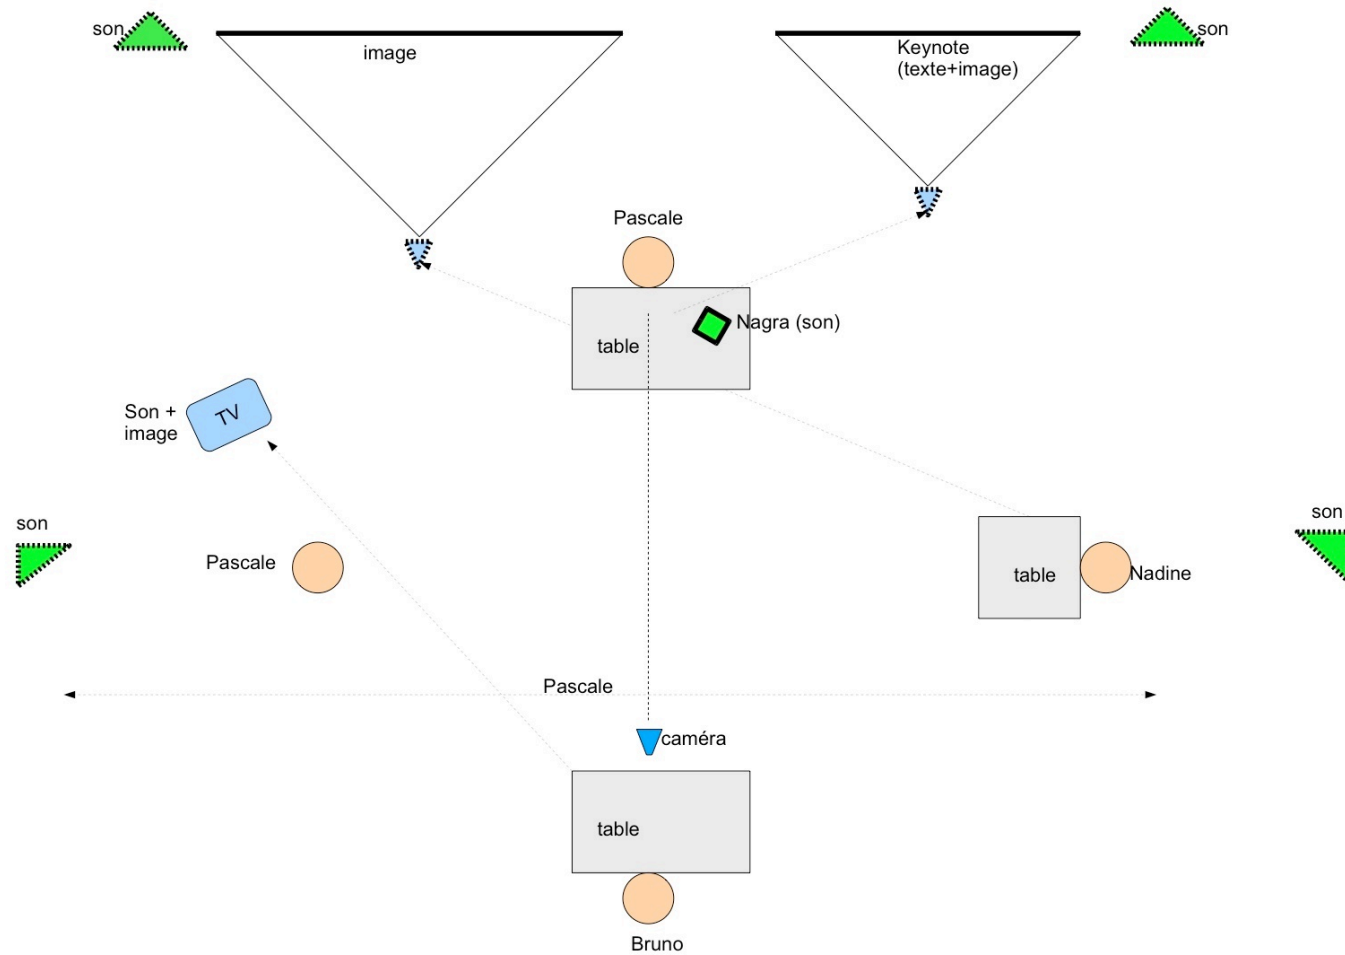 son
image
Keynote
(texte+image)
son
Pascale
Nagra (son)
table
Son +
image
TV
son
Pascale
table
Nadine
son
Pascale
caméra
table
Bruno